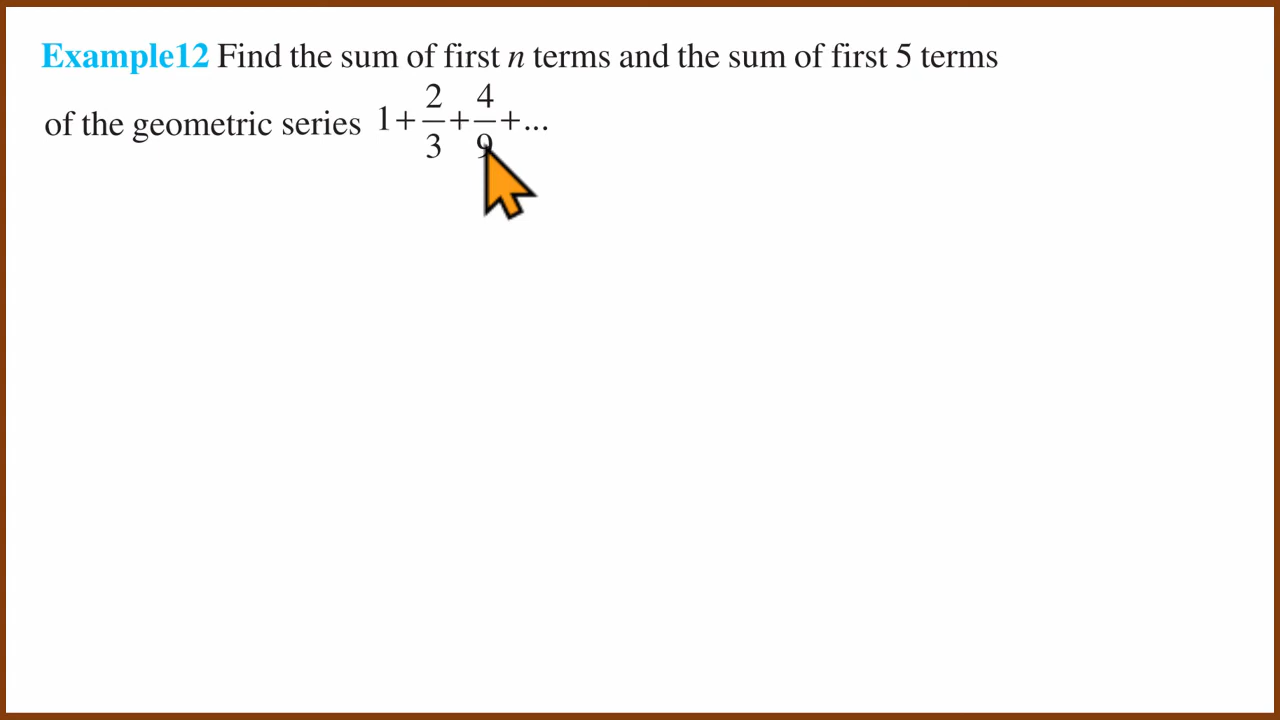 Example12 Find the sum of first n terms and the sum of first 5 terms
of the geometric series 1+2/3+4/9+...